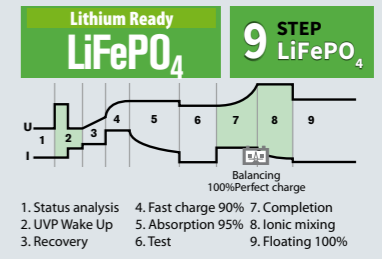 Lithium Ready
LiFePO4
9 STEP
LiFePO4
U
I
1 2 3 4 5 6 7 8 9
Balancing
100%Perfect charge
1. Status analysis 4. Fast charge 90% 7. Completion
2. UVP Wake Up 5. Absorption 95% 8. Ionic mixing
3. Recovery 6. Test 9. Floating 100%